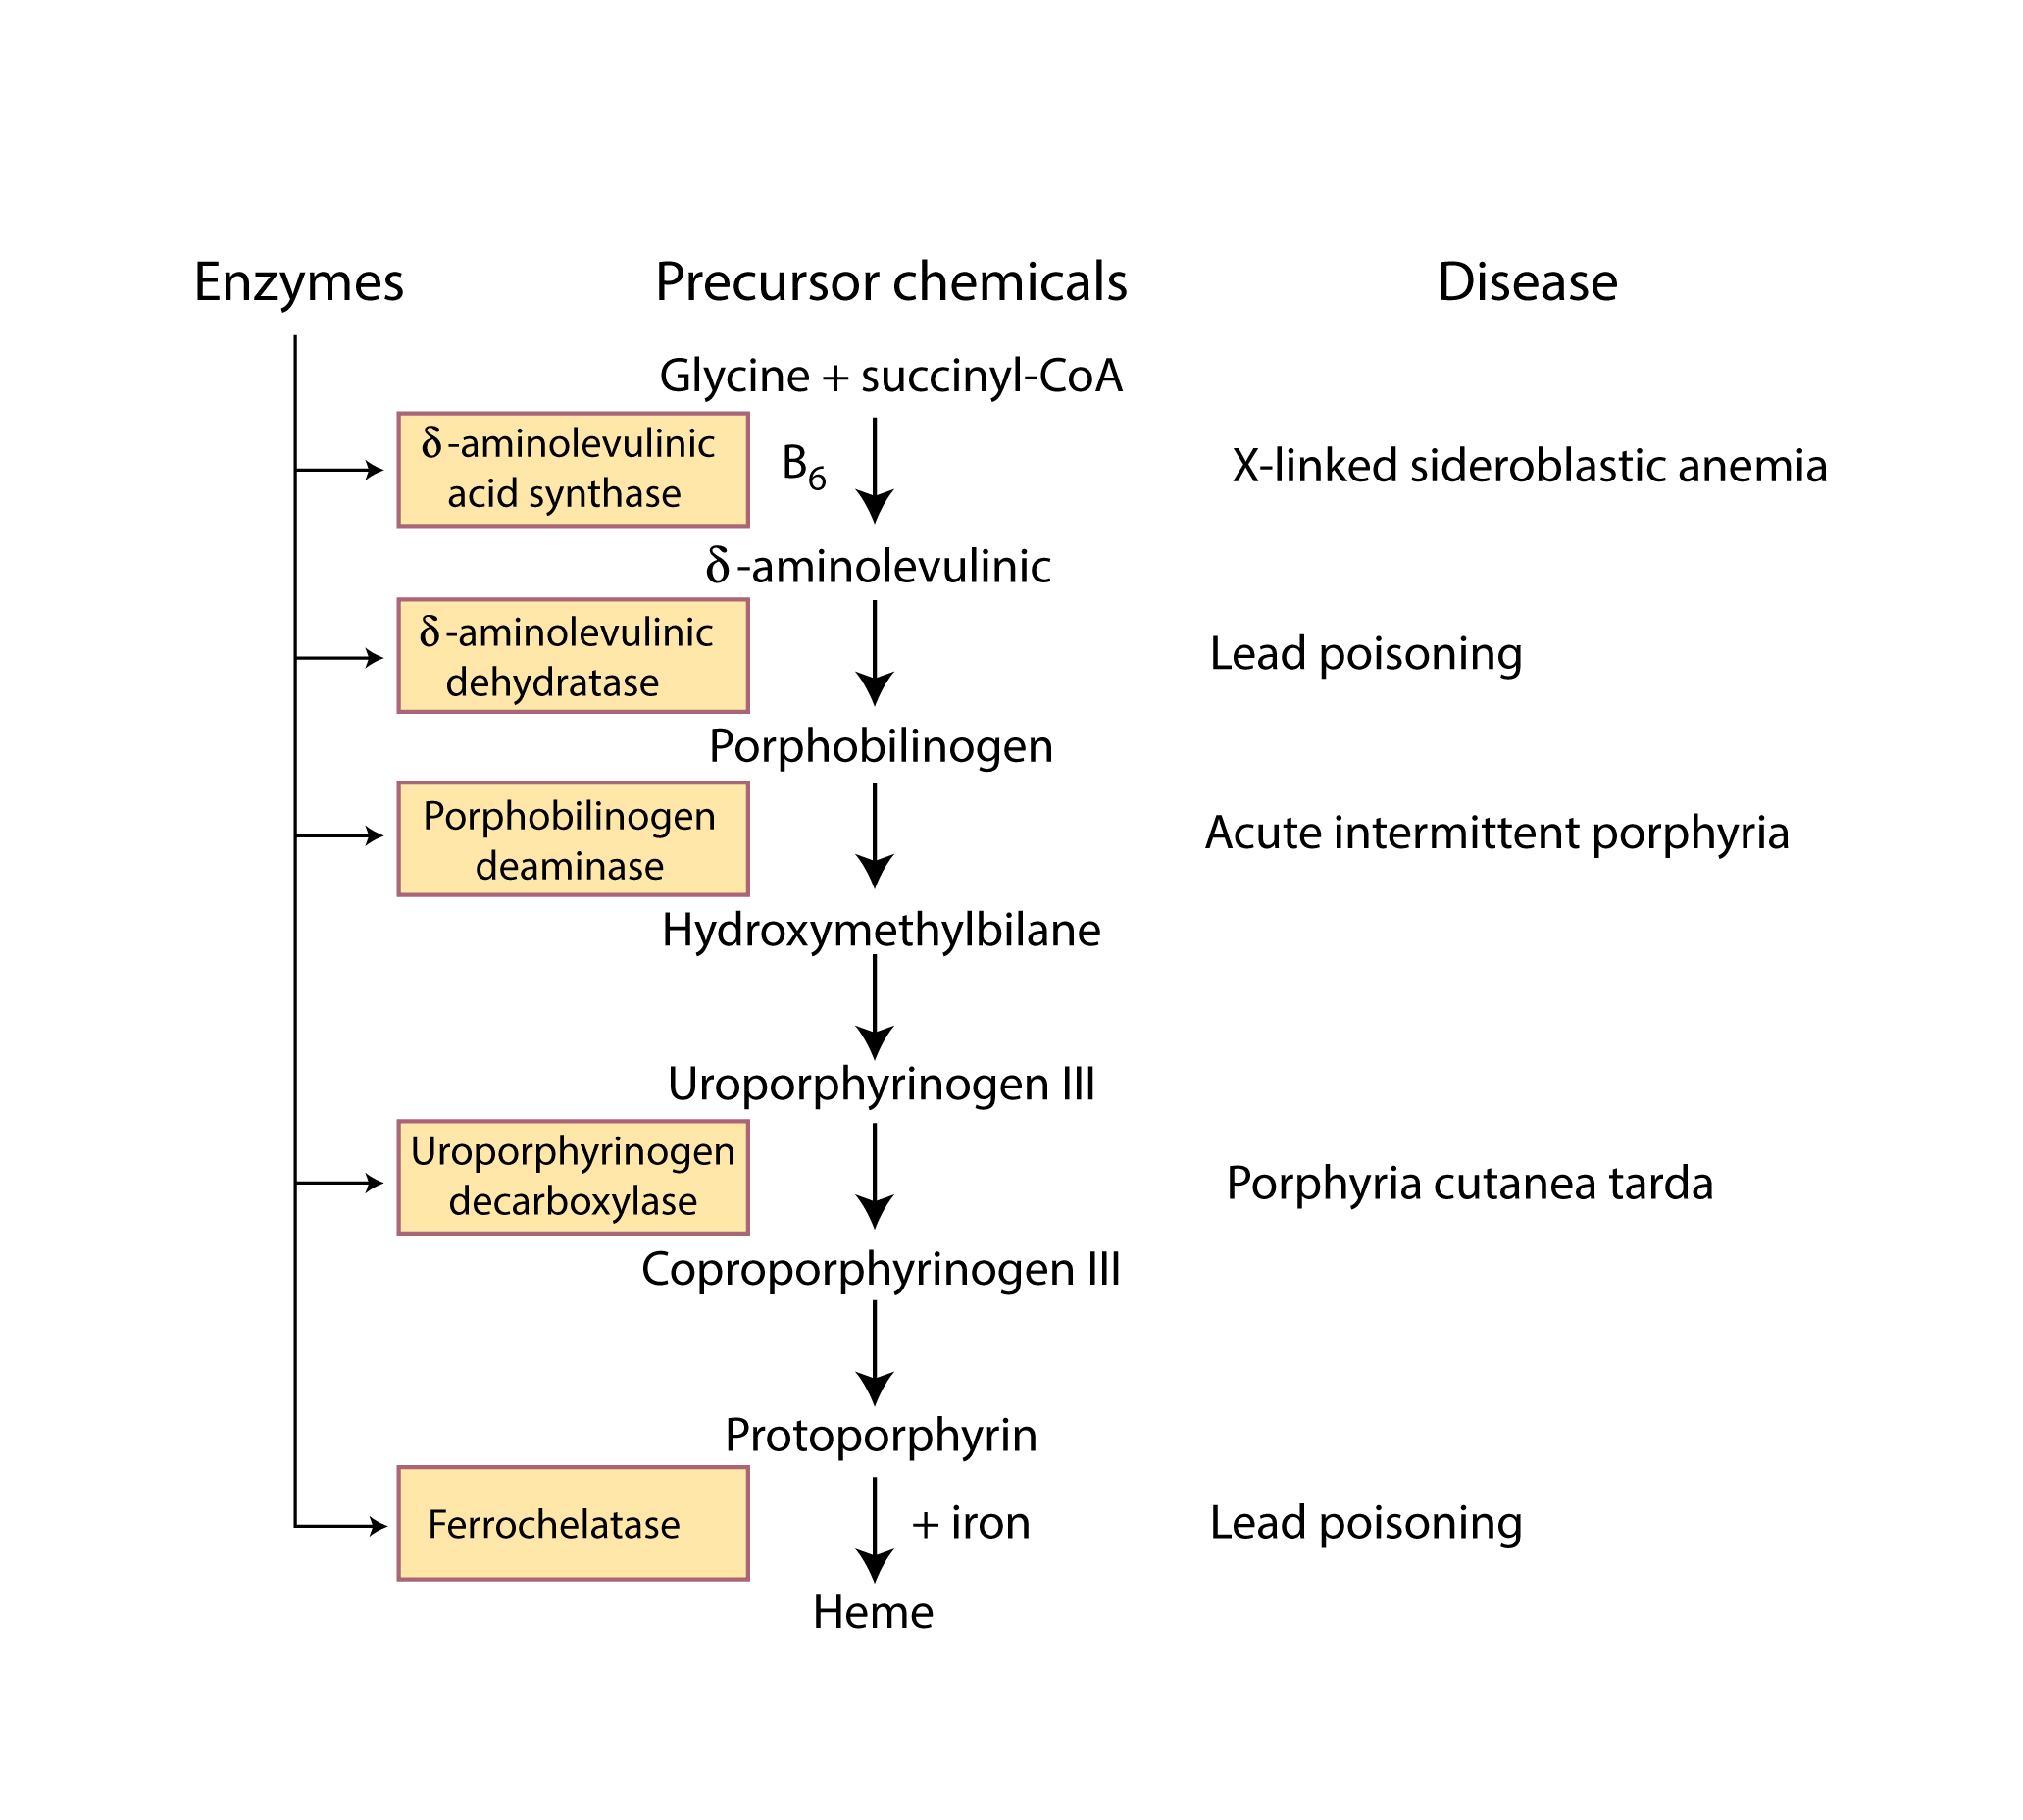 Enzymes
Precursor chemicals
Disease
Glycine + succinyl-CoA
δ-aminolevulinic
acid synthase
B6
X-linked sideroblastic anemia
δ-aminolevulinic
δ-aminolevulinic
dehydratase
Lead poisoning
Porphobilinogen
Porphobilinogen
deaminase
Acute intermittent porphyria
Hydroxymethylbilane
Uroporphyrinogen III
Uroporphyrinogen
decarboxylase
Porphyria cutanea tarda
Coproporphyrinogen III
Protoporphyrin
Ferrochelatase
+ iron
Lead poisoning
Heme